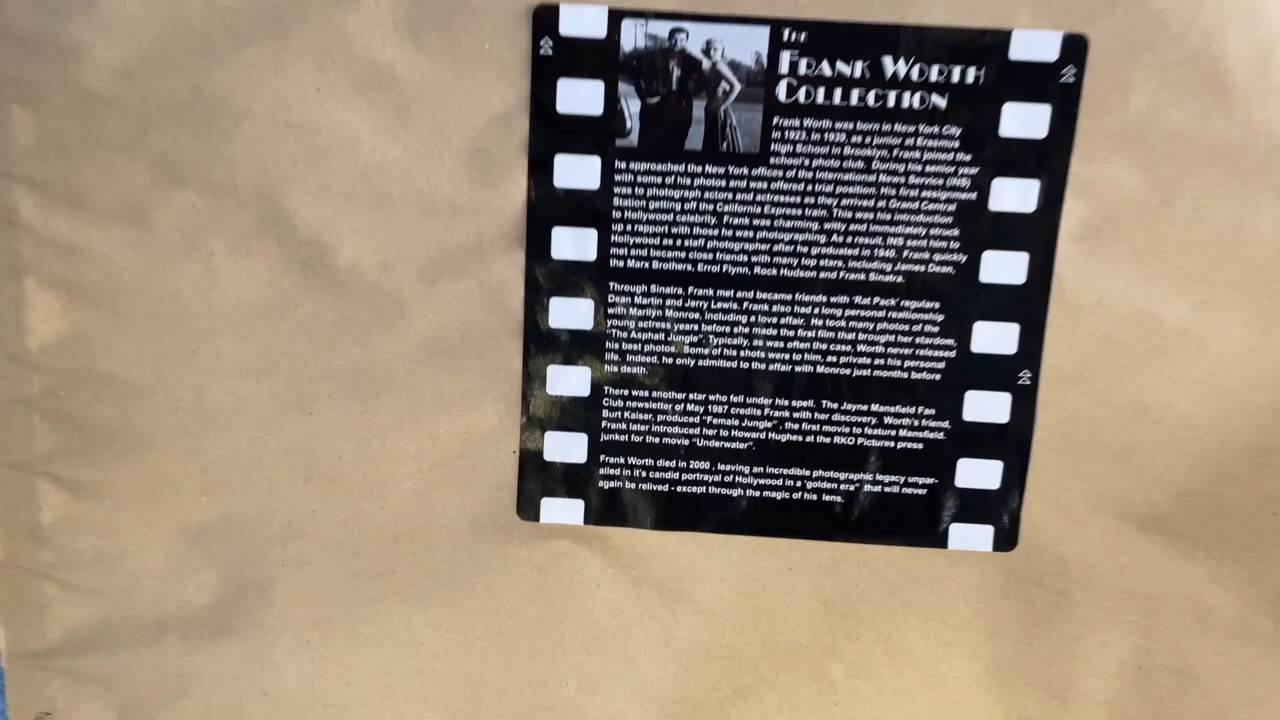 The
Frank Worth
Collection
Frank Worth was born in New York City
in 1923. In 1939, as a junior at Erasmus
High School in Brooklyn, Frank joined the
school's photo club. During his senior year
he approached the New York offices of the International News Service (INS)
with some of his photos and was offered a trial position. His first assignment
was to photograph actors and actresses as they arrived at Grand Central
Station getting off the California Express train. This was his introduction
to Hollywood celebrity. Frank was charming, witty and immediately struck
up a rapport with those he was photographing. As a result, INS sent him to
Hollywood as a staff photographer after he graduated in 1940. Frank quickly
met and became close friends with many top stars, including James Dean,
the Marx Brothers, Errol Flynn, Rock Hudson and Frank Sinatra.
Through Sinatra, Frank met and became friends with 'Rat Pack' regulars
Dean Martin and Jerry Lewis. Frank also had a long personal realtionship
with Marilyn Monroe, including a love affair. He took many photos of the
young actress years before she made the first film that brought her stardom,
"The Asphalt Jungle". Typically, as was often the case, Worth never released
his best photos. Some of his shots were to him, as private as his personal
life. Indeed, he only admitted to the affair with Monroe just months before
his death.
There was another star who fell under his spell. The Jayne Mansfield Fan
Club newsletter of May 1987 credits Frank with her discovery. Worth's friend,
Burt Kaiser, produced "Female Jungle" , the first movie to feature Mansfield.
Frank later introduced her to Howard Hughes at the RKO Pictures press
junket for the movie "Underwater".
Frank Worth died in 2000 , leaving an incredible photographic legacy unpar-
alled in it's candid portrayal of Hollywood in a 'golden era" that will never
again be relived - except through the magic of his lens.